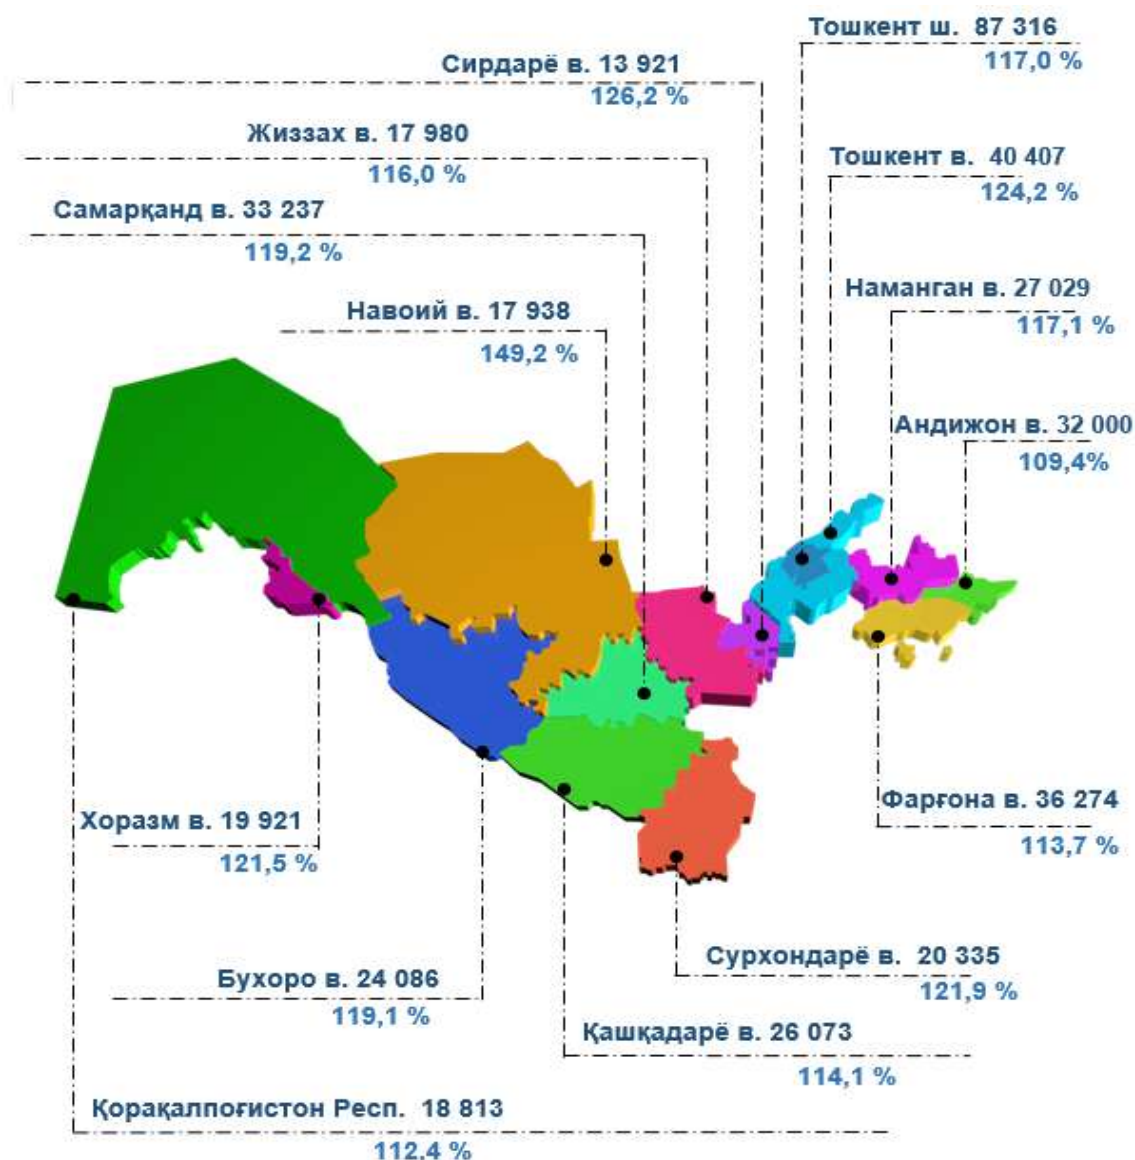 Тошкент ш. 87 316
117,0 %
Сирдарё в. 13 921
126,2 %
Жиззах в. 17 980
116,0 %
Тошкент в. 40 407
124,2 %
Самарқанд в. 33 237
119,2 %
Наманган в. 27 029
117,1 %
Навоий в. 17 938
149,2 %
Андижон в. 32 000
109,4%
Хоразм в. 19 921
121,5 %
Фарғона в. 36 274
113,7 %
Сурхондарё в. 20 335
121,9 %
Бухоро в. 24 086
119,1 %
Қашқадарё в. 26 073
114,1 %
Қорақалпоғистон Респ. 18 813
112,4 %